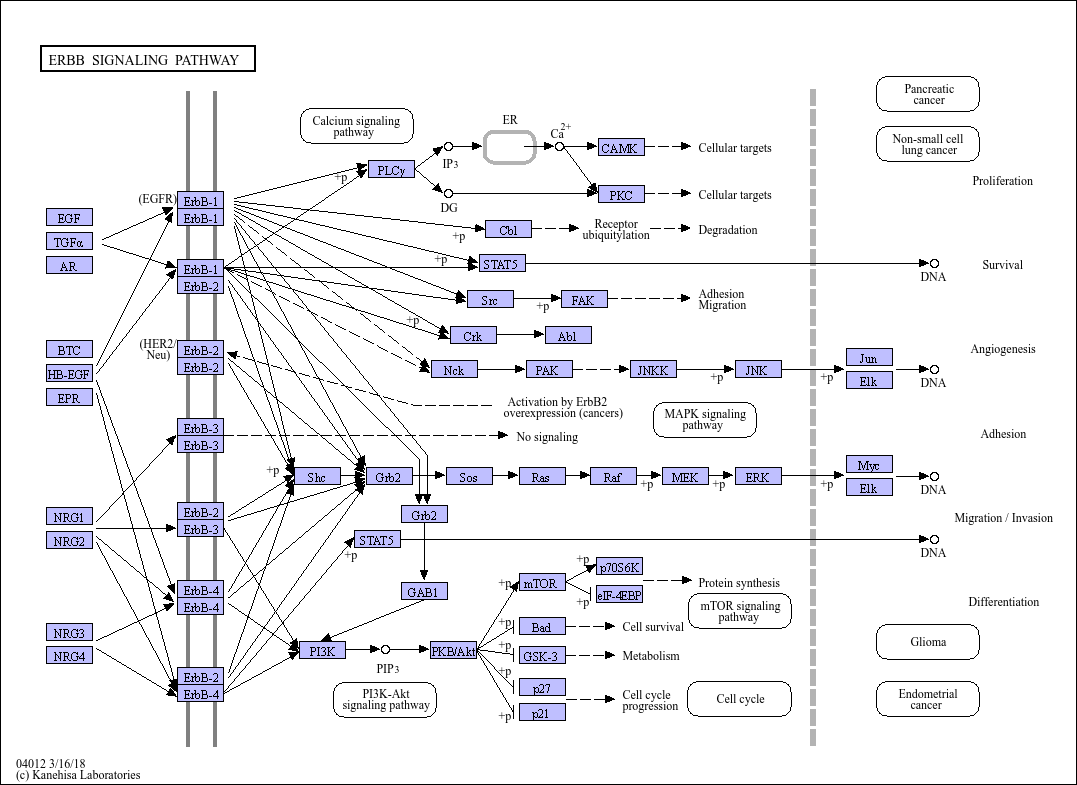 ERBB SIGNALING PATHWAY
Pancreatic
cancer
Calcium signaling
pathway
ER
Ca2+
Non-small cell
lung cancer
CAMK
Cellular targets
IP3
+p
PLCγ
Proliferation
(EGFR)
ErbB-1
ErbB-1
PKC
Cellular targets
DG
EGF
TGFα
AR
+p
Cbl
Receptor
ubiquitylation
Degradation
+p
STAT5
DNA
Survival
ErbB-1
ErbB-2
Src
+p
FAK
Adhesion
Migration
+p
Crk
Abl
BTC
HB-EGF
EPR
(HER2/
Neu)
ErbB-2
ErbB-2
Nck
PAK
JNKK
+p
JNK
+p
Jun
Elk
DNA
Angiogenesis
Activation by ErbB2
overexpression (cancers)
MAPK signaling
pathway
ErbB-3
ErbB-3
No signaling
Adhesion
+p
Shc
Grb2
Sos
Ras
Raf
+p
MEK
+p
ERK
+p
Myc
Elk
DNA
NRG1
NRG2
ErbB-2
ErbB-3
Grb2
Migration / Invasion
STAT5
+p
DNA
ErbB-4
ErbB-4
GAB1
+p
mTOR
+p
p70S6K
+p
eIF-4EBP
Protein synthesis
mTOR signaling
pathway
Differentiation
NRG3
NRG4
+p
Bad
Cell survival
Glioma
PI3K
PIP3
PKB/Akt
+p
GSK-3
Metabolism
ErbB-2
ErbB-4
PI3K-Akt
signaling pathway
+p
p27
+p
p21
Cell cycle
progression
Cell cycle
Endometrial
cancer
04012 3/16/18
(c) Kanehisa Laboratories